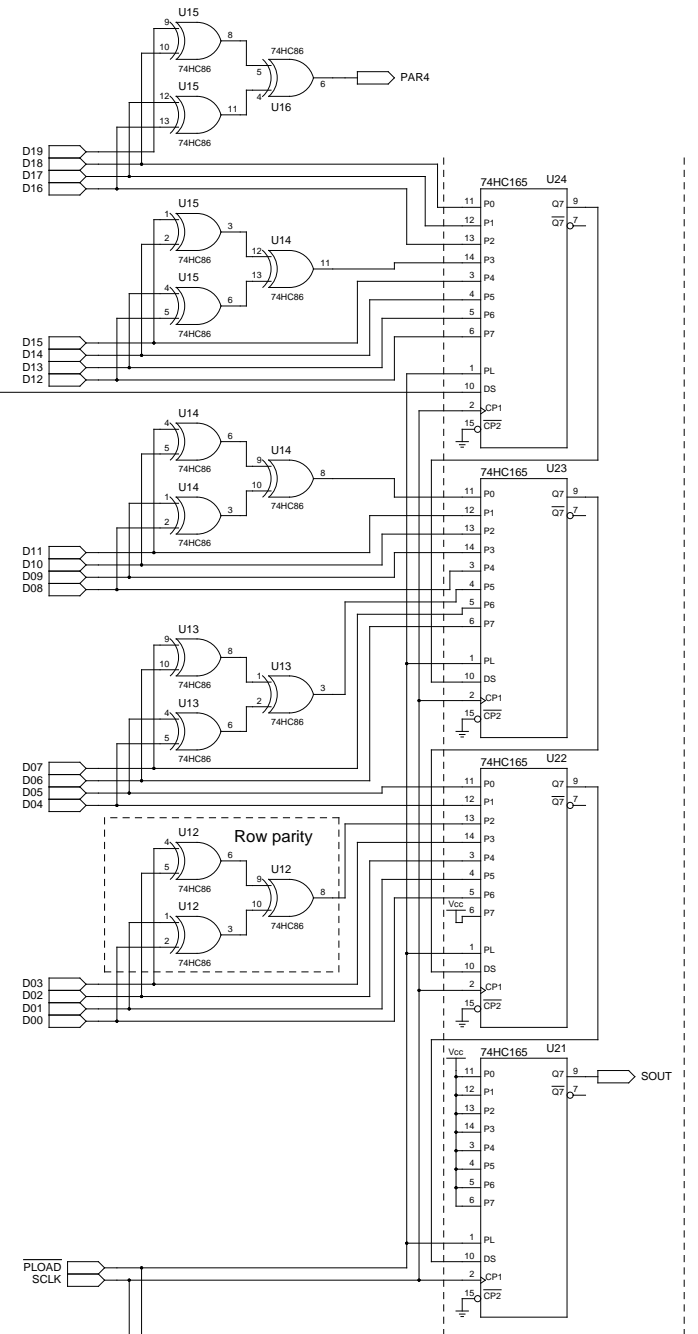 U15
9
10
8
74HC86
74HC86
5
4
6
U16
PAR4
U15
12
13
11
74HC86
D19
D18
D17
D16
74HC165 U24
11 P0 Q7 9
12 P1 Q7 7
13 P2
14 P3
3 P4
4 P5
5 P6
6 P7
1 PL
10 DS
2 CP1
15 CP2
U15
1
2
3
74HC86
U14
12
13
11
74HC86
U15
4
5
6
74HC86
D15
D14
D13
D12
U14
4
5
6
74HC86
U14
9
10
8
74HC86
U14
1
2
3
74HC86
D11
D10
D09
D08
74HC165 U23
11 P0 Q7 9
12 P1 Q7 7
13 P2
14 P3
3 P4
4 P5
5 P6
6 P7
1 PL
10 DS
2 CP1
15 CP2
U13
9
10
8
74HC86
U13
1
2
3
74HC86
U13
4
5
6
74HC86
D07
D06
D05
D04
74HC165 U22
11 P0 Q7 9
12 P1 Q7 7
13 P2
14 P3
3 P4
4 P5
5 P6
Vcc
6 P7
1 PL
10 DS
2 CP1
15 CP2
Row parity
U12
4
5
6
74HC86
U12
9
10
8
74HC86
U12
1
2
3
74HC86
D03
D02
D01
D00
Vcc
74HC165 U21
11 P0 Q7 9
SOUT
12 P1 Q7 7
13 P2
14 P3
3 P4
4 P5
5 P6
6 P7
1 PL
10 DS
2 CP1
15 CP2
PLOAD
SCLK